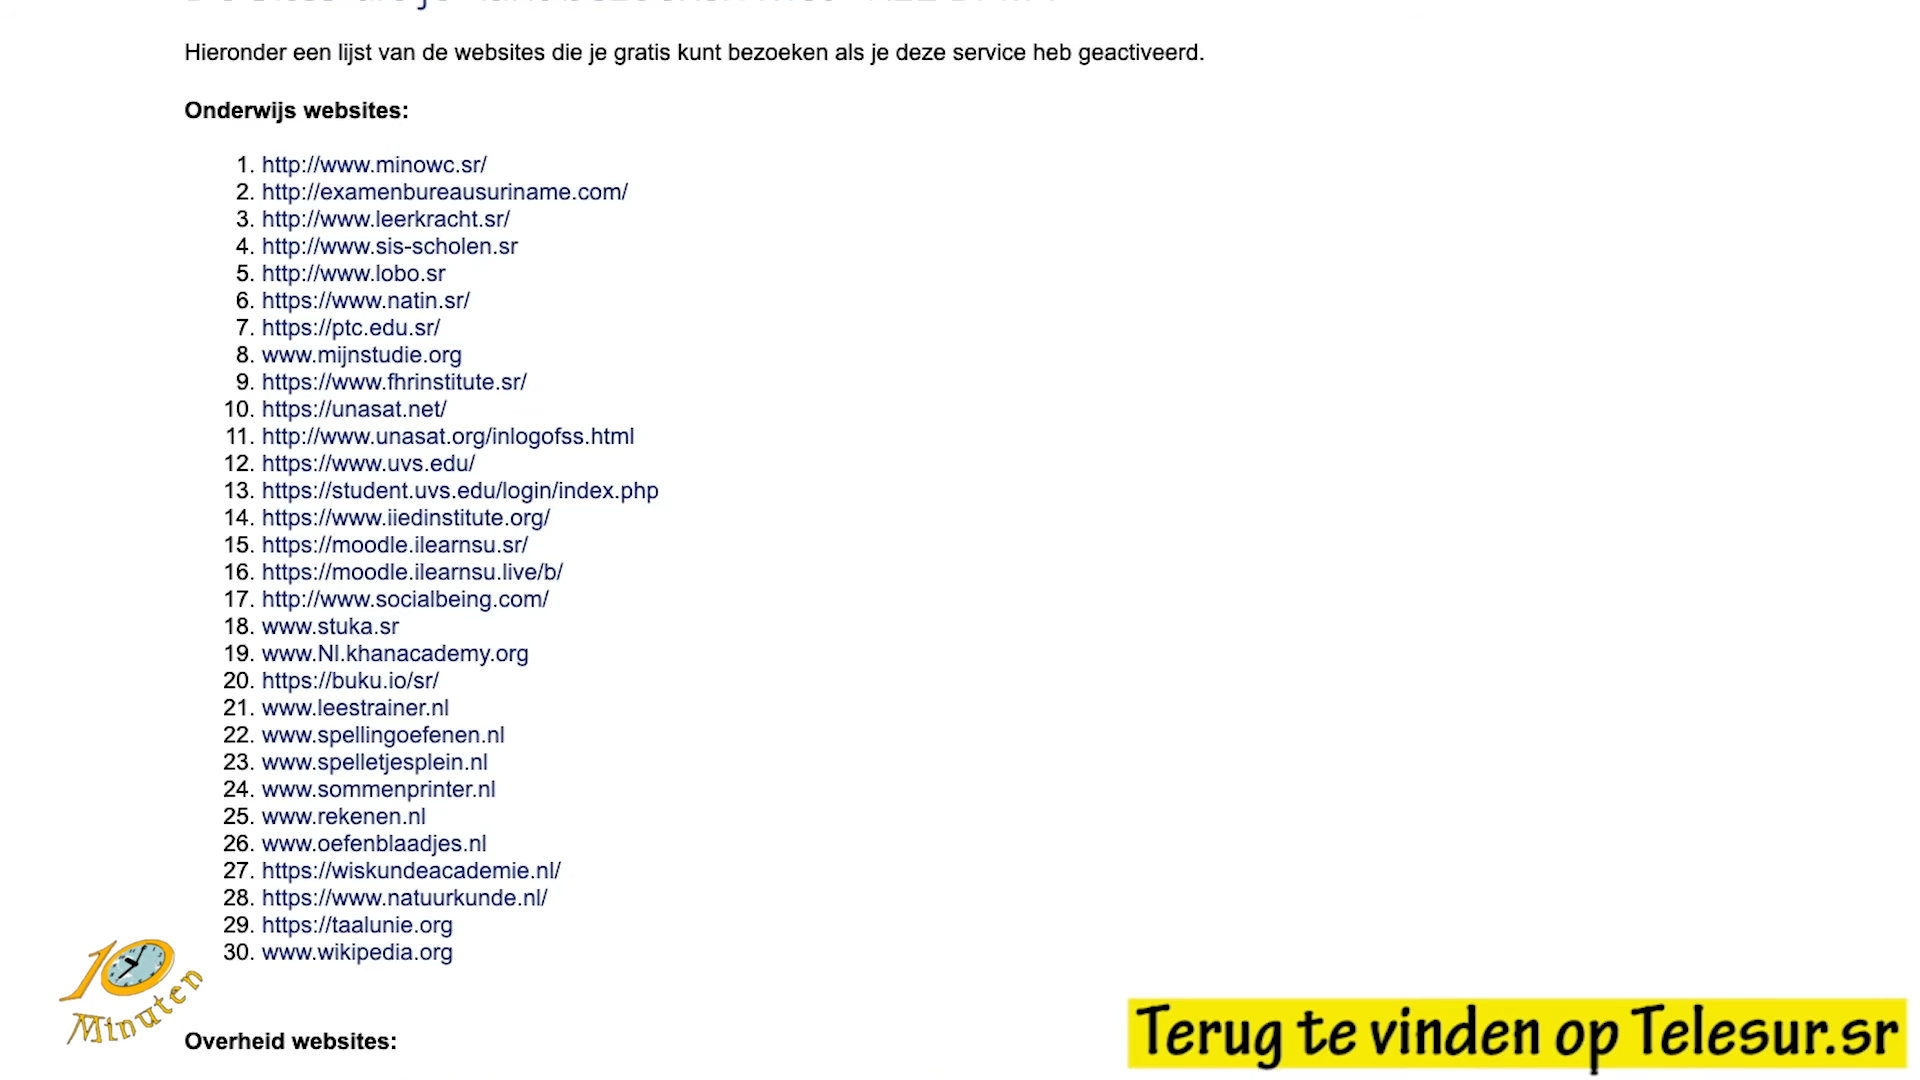 Hieronder een lijst van de websites die je gratis kunt bezoeken als je deze service heb geactiveerd.
Onderwijs websites:
1. http://www.minowc.sr/
2. http://examenbureausuriname.com/
3. http://www.leerkracht.sr/
4. http://www.sis-scholen.sr
5. http://www.lobo.sr
6. https://www.natin.sr/
7. https://ptc.edu.sr/
8. www.mijnstudie.org
9. https://www.fhrinstitute.sr/
10. https://unasat.net/
11. http://www.unasat.org/inlogofss.html
12. https://www.uvs.edu/
13. https://student.uvs.edu/login/index.php
14. https://www.iiedinstitute.org/
15. https://moodle.ilearnsu.sr/
16. https://moodle.ilearnsu.live/b/
17. http://www.socialbeing.com/
18. www.stuka.sr
19. www.Nl.khanacademy.org
20. https://buku.io/sr/
21. www.leestrainer.nl
22. www.spellingoefenen.nl
23. www.spelletjesplein.nl
24. www.sommenprinter.nl
25. www.rekenen.nl
26. www.oefenblaadjes.nl
27. https://wiskundeacademie.nl/
28. https://www.natuurkunde.nl/
29. https://taalunie.org
30. www.wikipedia.org
10
Minuten
Overheid websites:
Terug te vinden op Telesur.sr